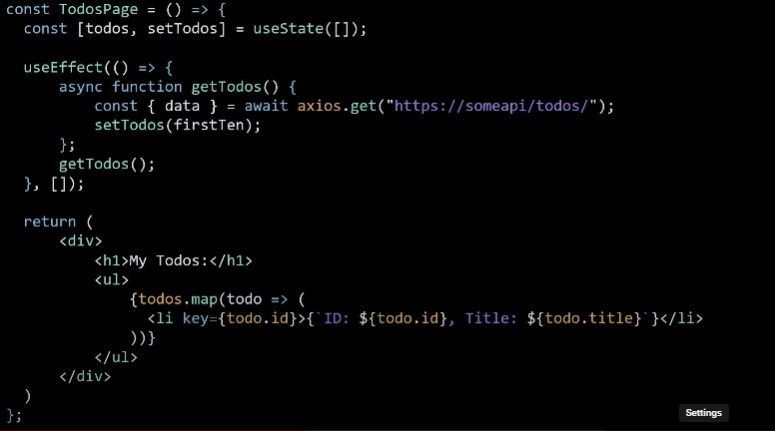 const TodosPage = () => {
const [todos, setTodos] = useState([]);
useEffect(() => {
async function getTodos() {
const { data } = await axios.get("https://someapi/todos/");
setTodos(firstTen);
};
getTodos();
}, []);
return (
<div>
<h1>My Todos:</h1>
<ul>
{todos.map(todo => (
<li key={todo.id}>{`ID: ${todo.id}, Title: ${todo.title}`}</li>
))}
</ul>
</div>
)
};
Settings